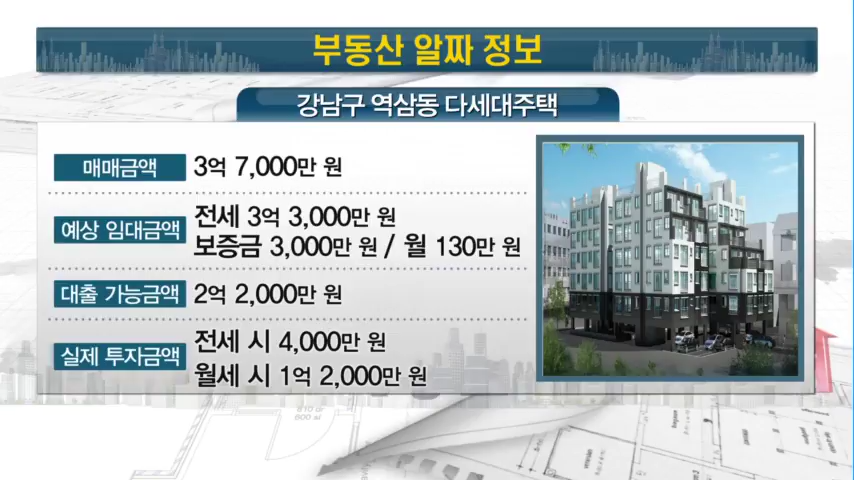 부동산 알짜 정보
강남구 역삼동 다세대주택
매매금액 3억 7,000만 원
예상 임대금액 전세 3억 3,000만 원
보증금 3,000만 원 / 월 130만 원
대출 가능금액 2억 2,000만 원
실제 투자금액 전세 시 4,000만 원
월세 시 1억 2,000만 원